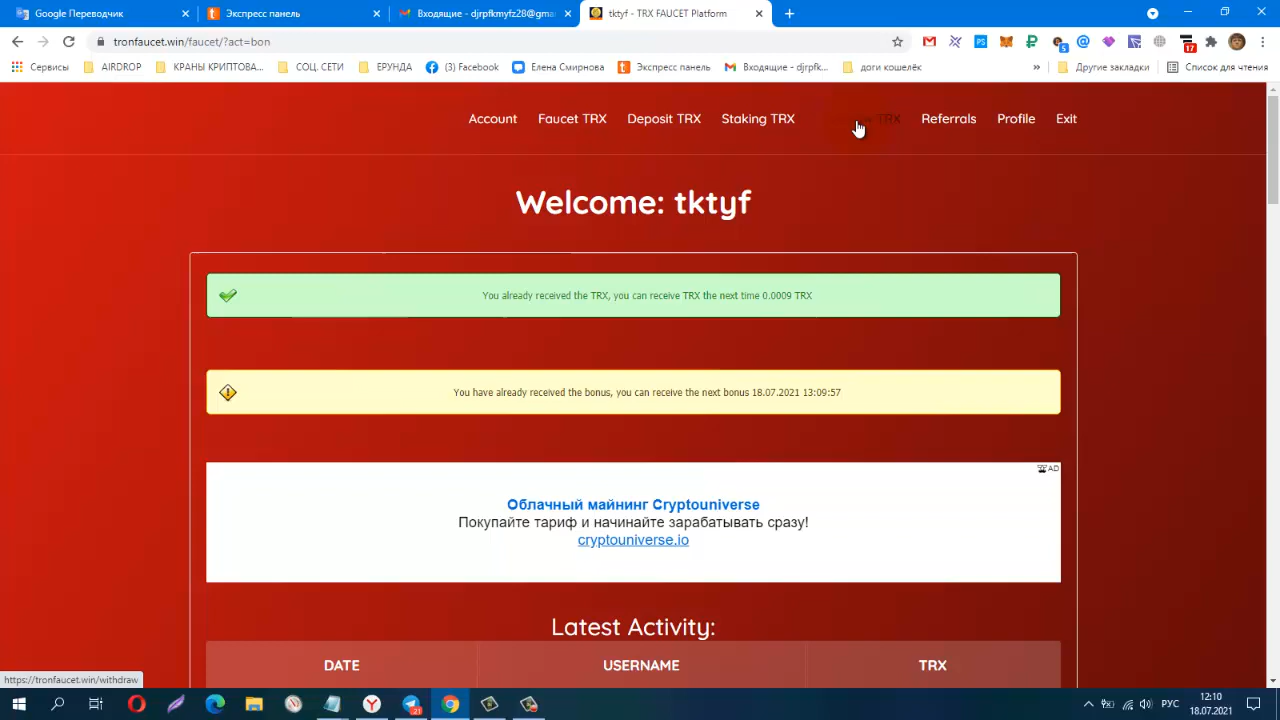 Google Переводчик
Экспресс панель
Входящие - djrpfkmyfz28@gma
tktyf - TRX FAUCET Platform
tronfaucet.win/faucet/?act=bon
5
17
Сервисы
AIRDROP
КРАНЫ КРИПТОВА...
СОЦ. СЕТИ
ЕРУНДА
(3) Facebook
Елена Смирнова
Экспресс панель
Входящие - djrpfk...
доги кошелёк
»
Другие закладки
Список для чтения
Account
Faucet TRX
Deposit TRX
Staking TRX
TRX
Referrals
Profile
Exit
Welcome: tktyf
You already received the TRX, you can receive TRX the next time 0.0009 TRX
You have already received the bonus, you can receive the next bonus 18.07.2021 13:09:57
AD
Облачный майнинг Cryptouniverse
Покупайте тариф и начинайте зарабатывать сразу!
cryptouniverse.io
Latest Activity:
DATE
USERNAME
TRX
https://tronfaucet.win/withdraw
21
РУС
12:10
18.07.2021